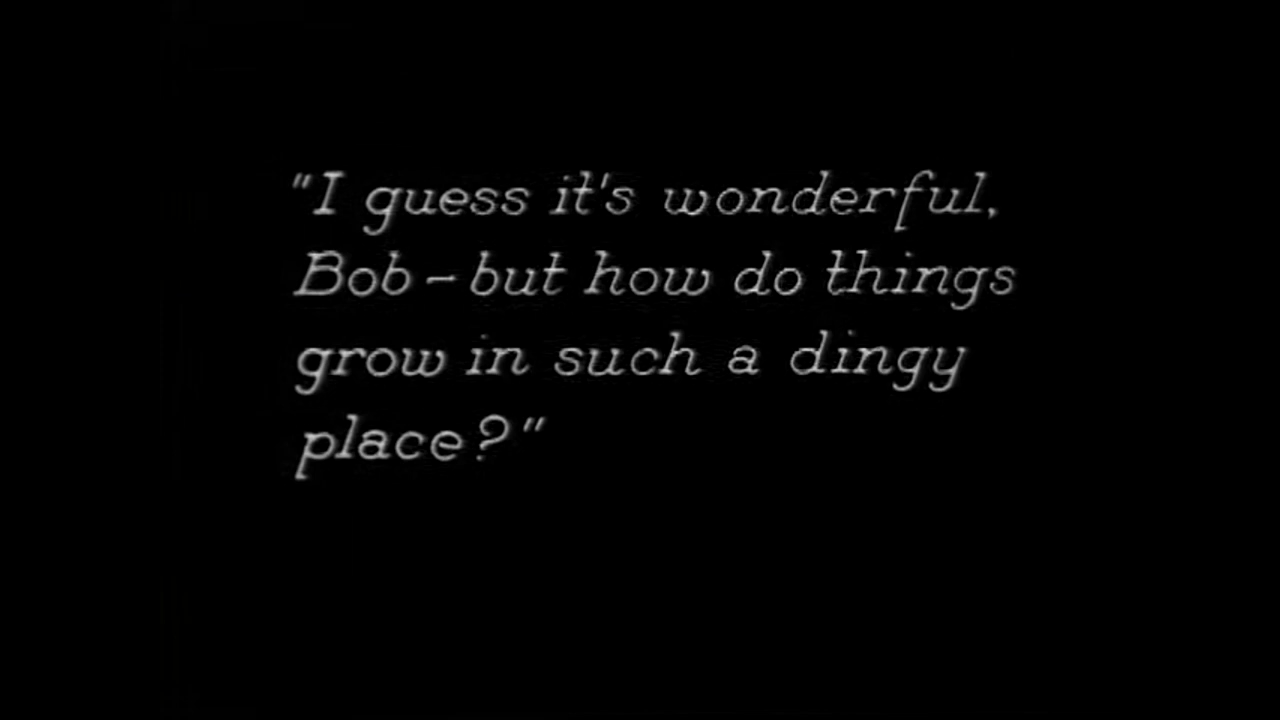 "I guess it's wonderful,
Bob – but how do things
grow in such a dingy
place?"